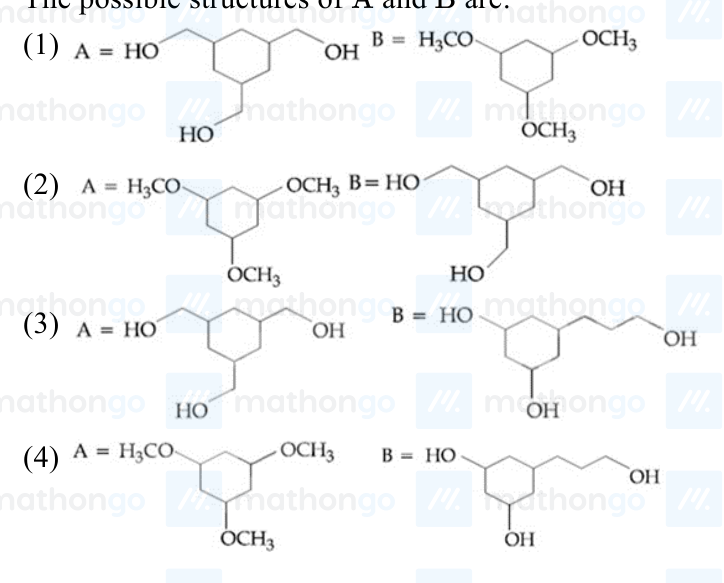 The possible structures of A and B are:
(1) A = HO OH HO B = H₃CO OCH₃ OCH₃
(2) A = H₃CO OCH₃ OCH₃ B = HO OH HO
(3) A = HO OH HO B = HO OH OH
(4) A = H₃CO OCH₃ OCH₃ B = HO OH OH